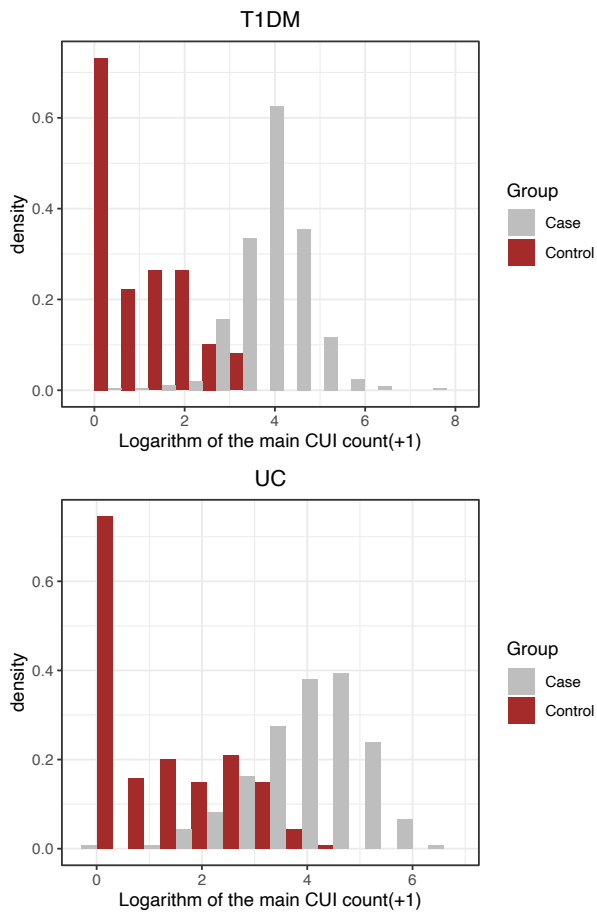 T1DM
density
0.6
0.4
0.2
0.0
0 2 4 6 8
Logarithm of the main CUI count(+1)
Group
Case
Control
UC
density
0.6
0.4
0.2
0.0
0 2 4 6
Logarithm of the main CUI count(+1)
Group
Case
Control